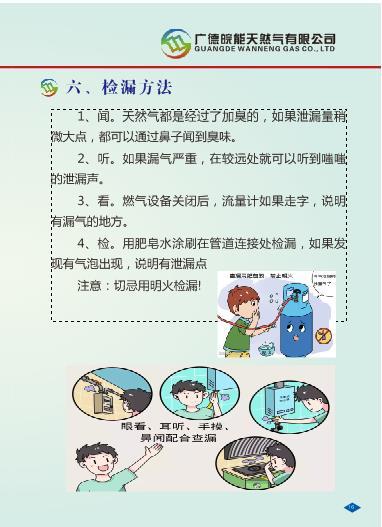 广德皖能天然气有限公司
GUANGDE WANNENG GAS CO., LTD
六、检漏方法
1、闻。天然气都是经过了加臭的，如果泄漏量稍
微大点，都可以通过鼻子闻到臭味。
2、听。如果漏气严重，在较远处就可以听到嗤嗤
的泄漏声。
3、看。燃气设备关闭后，流量计如果走字，说明
有漏气的地方。
4、检。用肥皂水涂刷在管道连接处检漏，如果发
现有气泡出现，说明有泄漏点
注意：切忌用明火检漏!
禁止明火
眼看、耳听、手摸、
鼻闻配合查漏